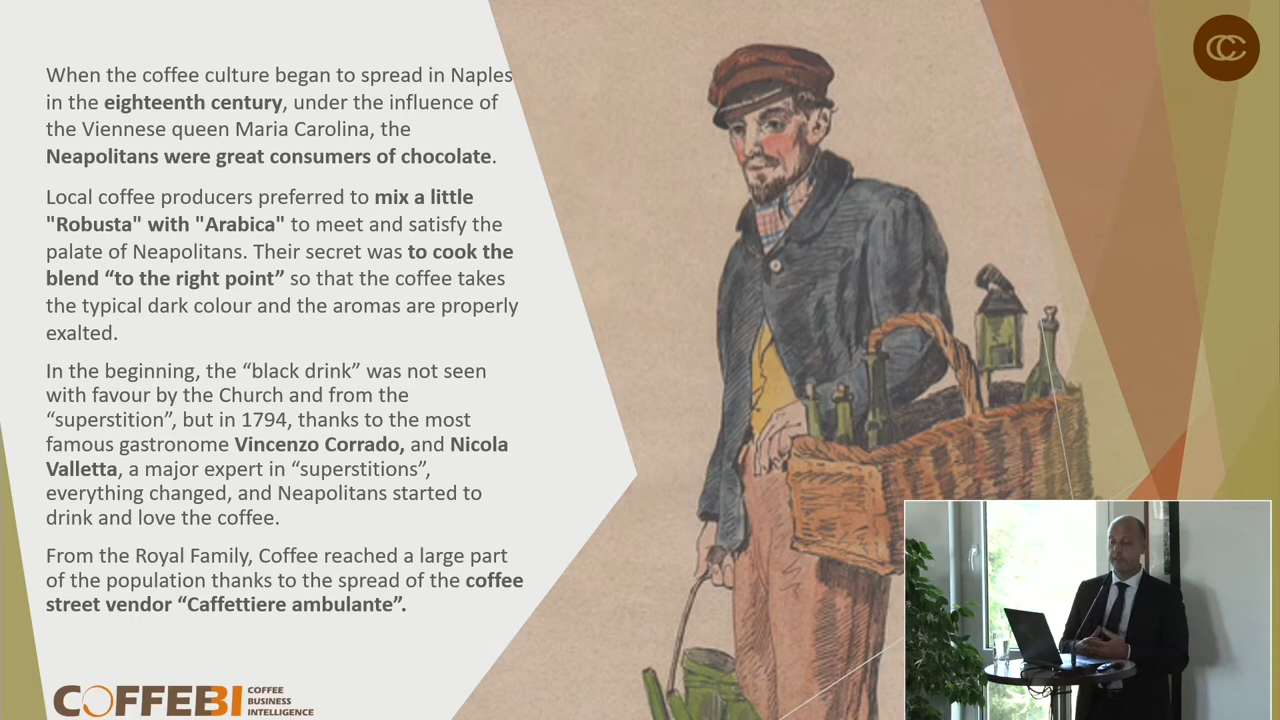 When the coffee culture began to spread in Naples
in the eighteenth century, under the influence of
the Viennese queen Maria Carolina, the
Neapolitans were great consumers of chocolate.
Local coffee producers preferred to mix a little
"Robusta" with "Arabica" to meet and satisfy the
palate of Neapolitans. Their secret was to cook the
blend “to the right point” so that the coffee takes
the typical dark colour and the aromas are properly
exalted.
In the beginning, the “black drink” was not seen
with favour by the Church and from the
“superstition”, but in 1794, thanks to the most
famous gastronome Vincenzo Corrado, and Nicola
Valletta, a major expert in “superstitions”,
everything changed, and Neapolitans started to
drink and love the coffee.
From the Royal Family, Coffee reached a large part
of the population thanks to the spread of the coffee
street vendor “Caffettiere ambulante”.
COFFEBI
COFFEE
BUSINESS
INTELLIGENCE
CC